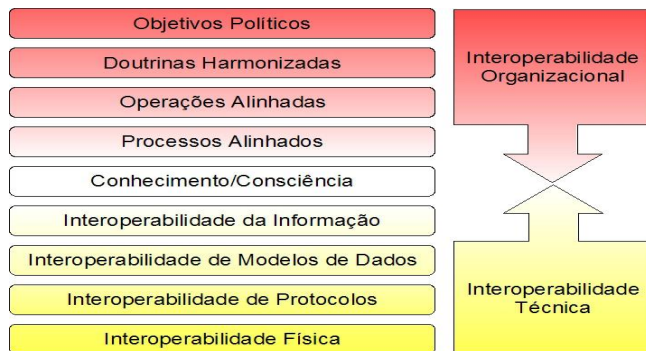 Objetivos Políticos
Doutrinas Harmonizadas
Operações Alinhadas
Processos Alinhados
Conhecimento/Consciência
Interoperabilidade da Informação
Interoperabilidade de Modelos de Dados
Interoperabilidade de Protocolos
Interoperabilidade Física
Interoperabilidade
Organizacional
Interoperabilidade
Técnica